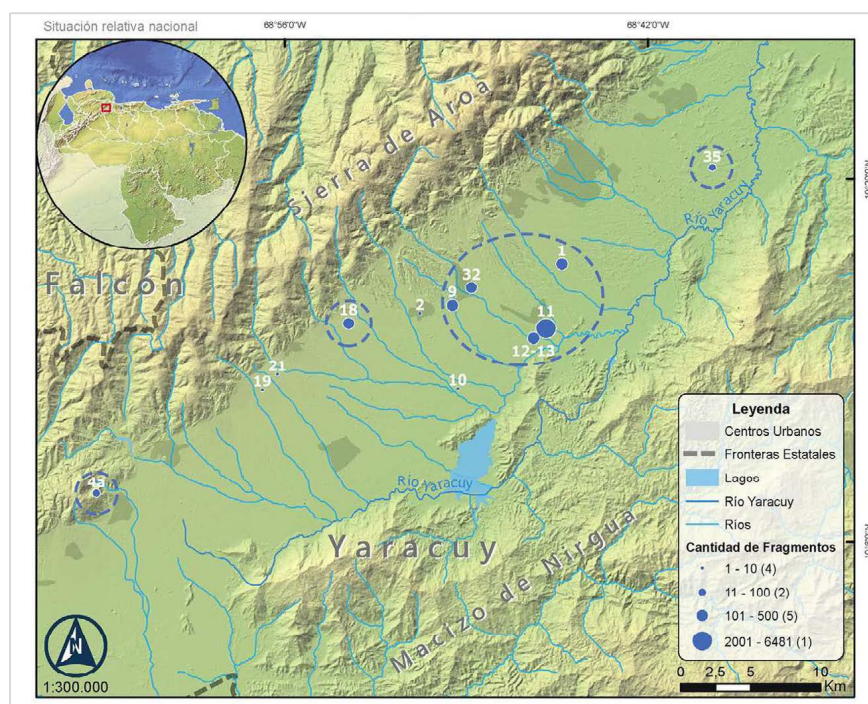 Situación relativa nacional
68°56'0"W
68°42'0"W
Sierra de Aroa
35
Río Yaracuy
Falcón
1
32
9
2
18
11
12-13
21
19
10
43
Río Yaracuy
Yaracuy
Macizo de Nirgua
Leyenda
Centros Urbanos
Fronteras Estatales
Lagos
Río Yaracuy
Ríos
Cantidad de Fragmentos
1 - 10 (4)
11 - 100 (2)
101 - 500 (5)
2001 - 6481 (1)
N
1:300.000
0 2,5 5 10
Km